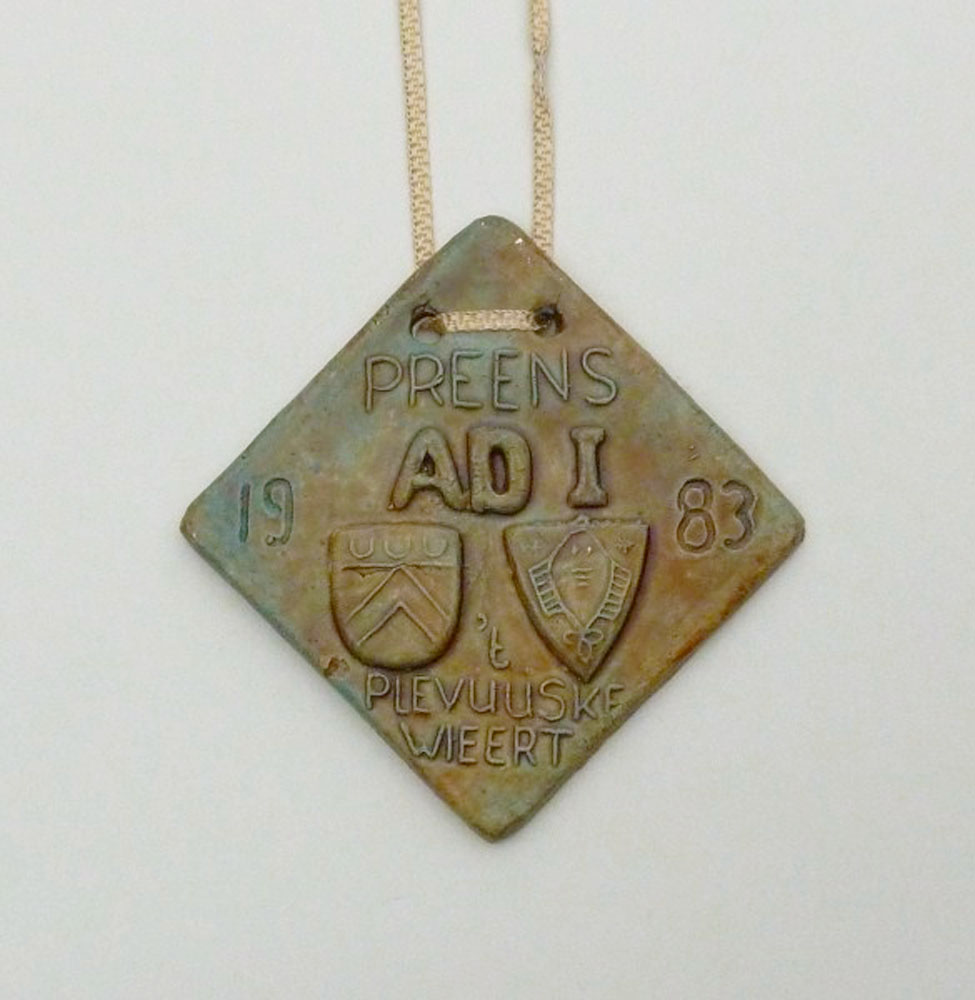 PREENS
AD I
19 83
't
PLEVUUSKE
WIEERT